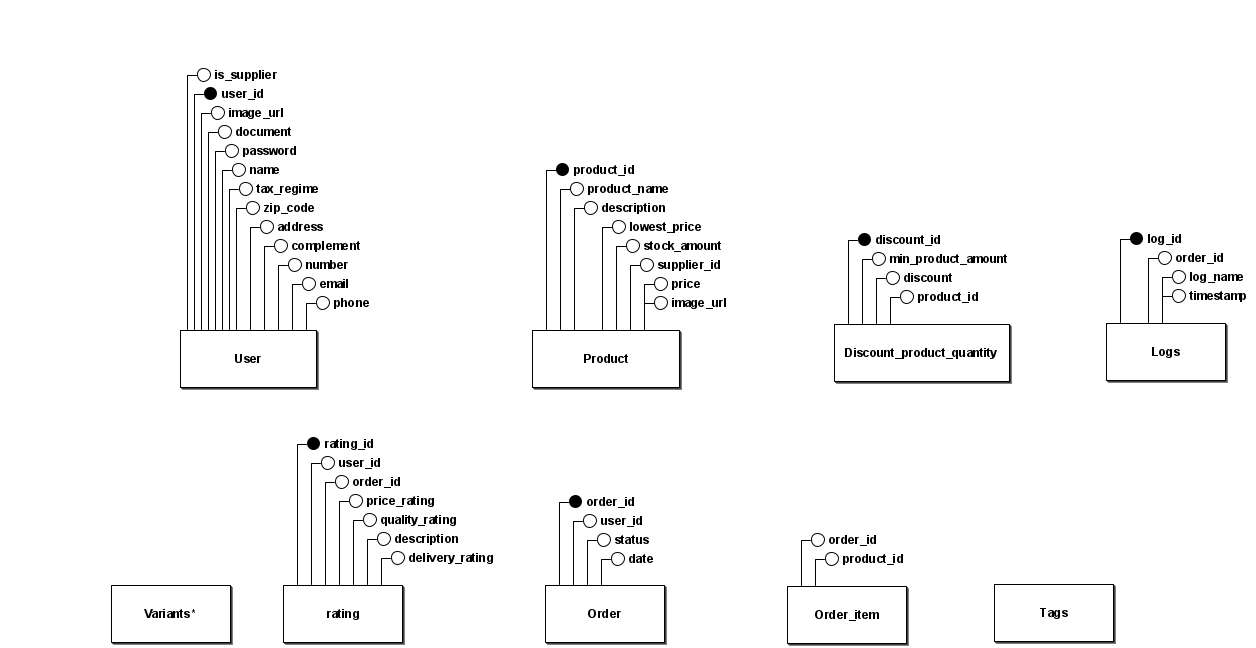 is_supplier
user_id
image_url
document
password
name
tax_regime
zip_code
address
complement
number
email
phone
User
product_id
product_name
description
lowest_price
stock_amount
supplier_id
price
image_url
Product
discount_id
min_product_amount
discount
product_id
Discount_product_quantity
log_id
order_id
log_name
timestamp
Logs
Variants*
rating_id
user_id
order_id
price_rating
quality_rating
description
delivery_rating
rating
order_id
user_id
status
date
Order
order_id
product_id
Order_item
Tags